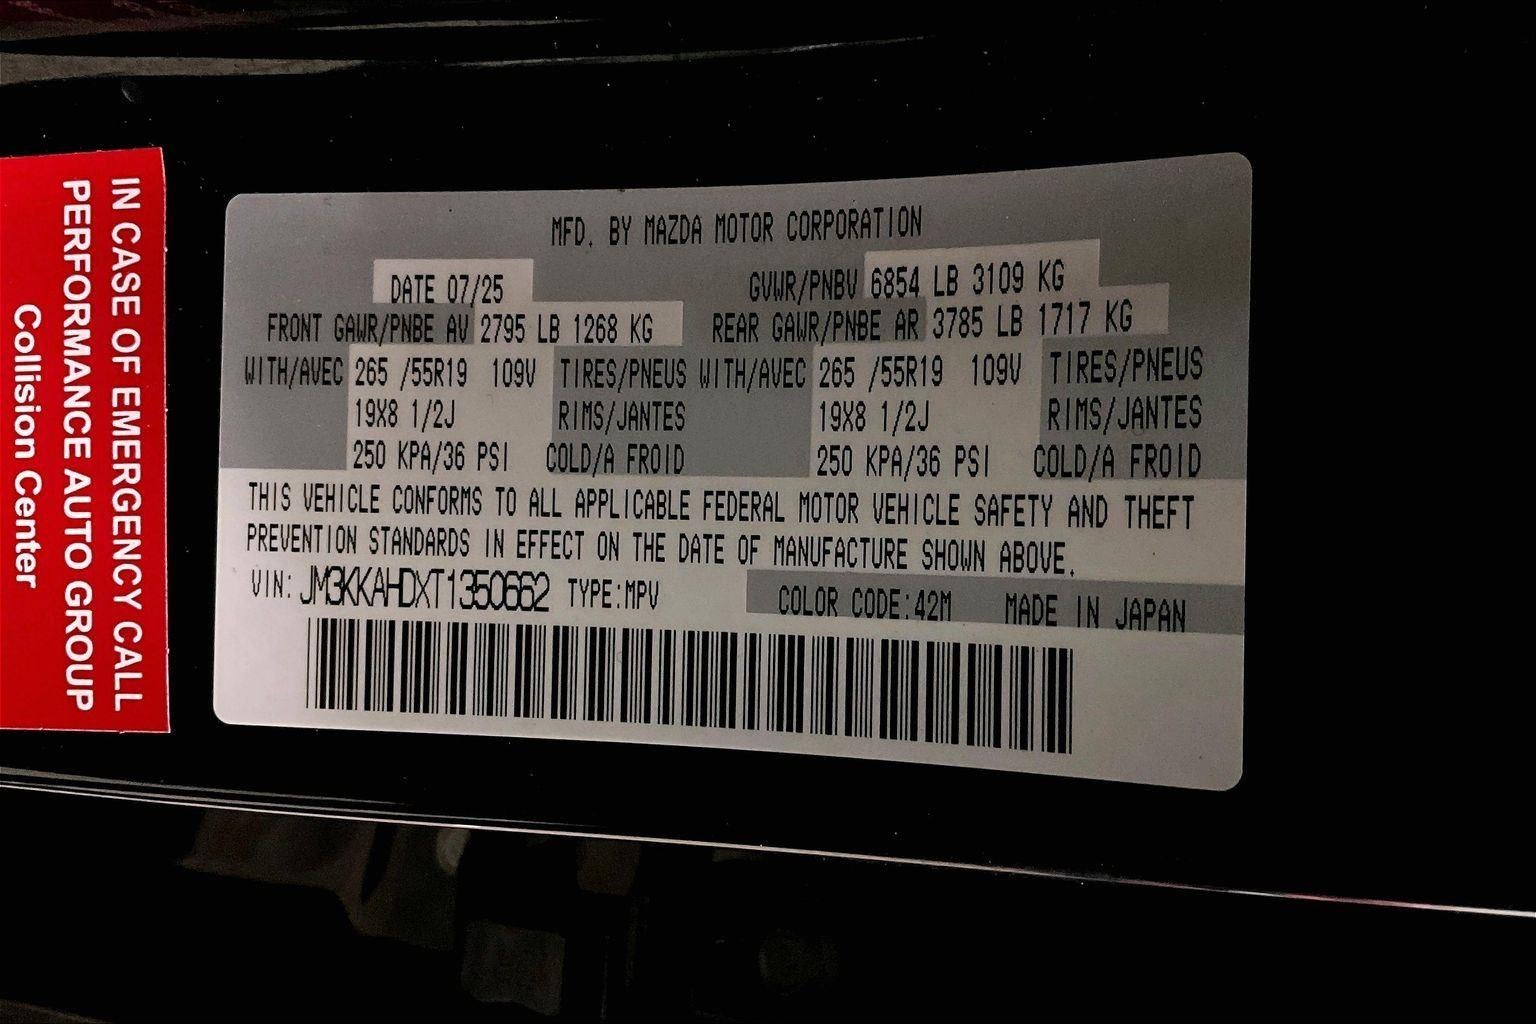 IN CASE OF EMERGENCY CALL
PERFORMANCE AUTO GROUP
Collision Center
MFD. BY MAZDA MOTOR CORPORATION
DATE 07/25 GVWR/PNBV 6854 LB 3109 KG
FRONT GAWR/PNBE AV 2795 LB 1268 KG REAR GAWR/PNBE AR 3785 LB 1717 KG
WITH/AVEC 265 /55R19 109V TIRES/PNEUS WITH/AVEC 265 /55R19 109V TIRES/PNEUS
19X8 1/2J RIMS/JANTES 19X8 1/2J RIMS/JANTES
250 KPA/36 PSI COLD/A FROID 250 KPA/36 PSI COLD/A FROID
THIS VEHICLE CONFORMS TO ALL APPLICABLE FEDERAL MOTOR VEHICLE SAFETY AND THEFT
PREVENTION STANDARDS IN EFFECT ON THE DATE OF MANUFACTURE SHOWN ABOVE.
VIN: JM3KKAHDXT1350662 TYPE:MPV COLOR CODE:42M MADE IN JAPAN